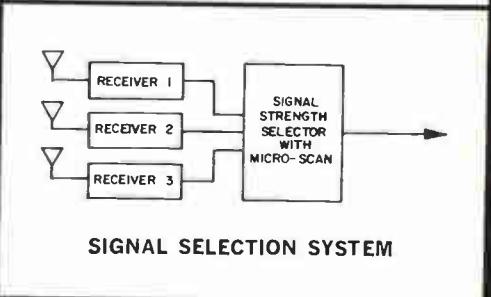 RECEIVER 1
RECEIVER 2
RECEIVER 3
SIGNAL
STRENGTH
SELECTOR
WITH
MICRO-SCAN
SIGNAL SELECTION SYSTEM